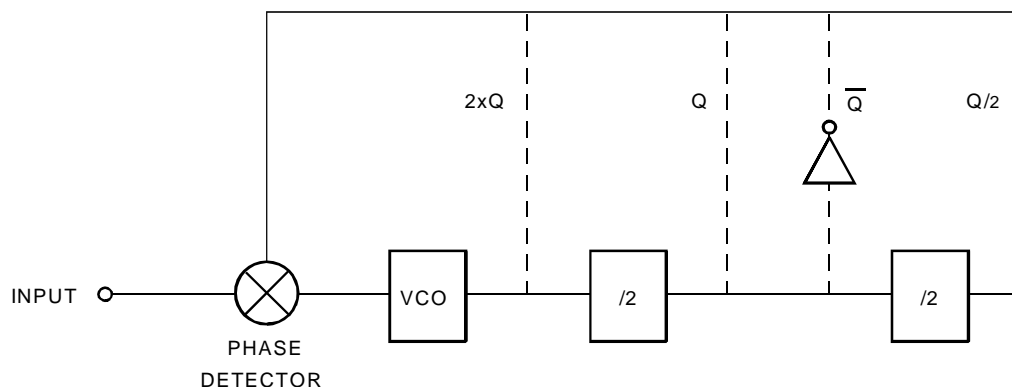 2xQ
Q
Q̅
Q/2
INPUT
VCO
/2
/2
PHASE
DETECTOR